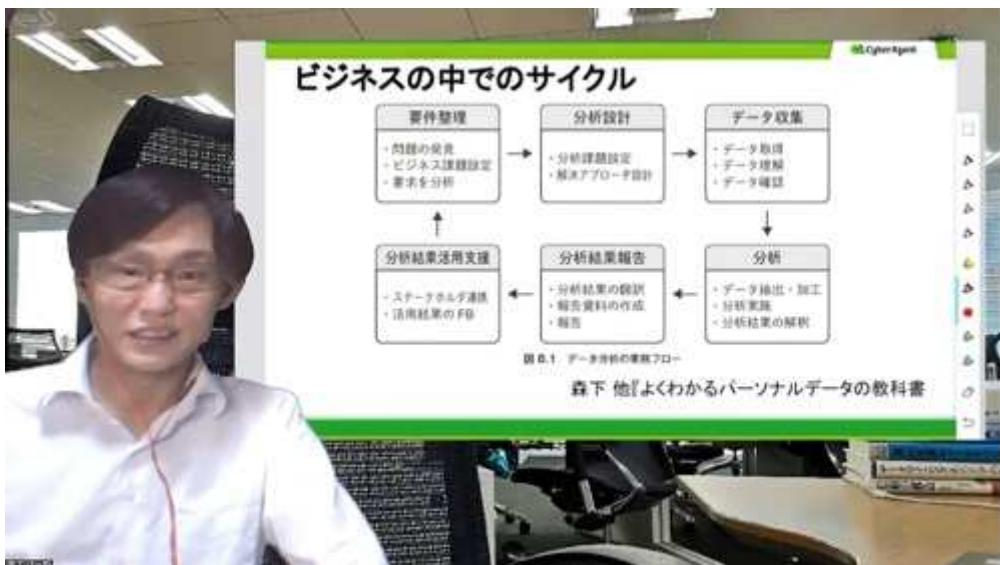 CyberAgent
ビジネスの中でのサイクル
要件整理
・問題の発見
・ビジネス課題設定
・要求を分析
分析設計
・分析課題設定
・解決アプローチ設計
データ収集
・データ取得
・データ理解
・データ確認
分析
・データ抽出・加工
・分析実施
・分析結果の解釈
分析結果報告
・分析結果の翻訳
・報告資料の作成
・報告
分析結果活用支援
・ステークホルダ連携
・活用結果のFB
図 0.1 データ分析の業務フロー
森下 他『よくわかるパーソナルデータの教科書